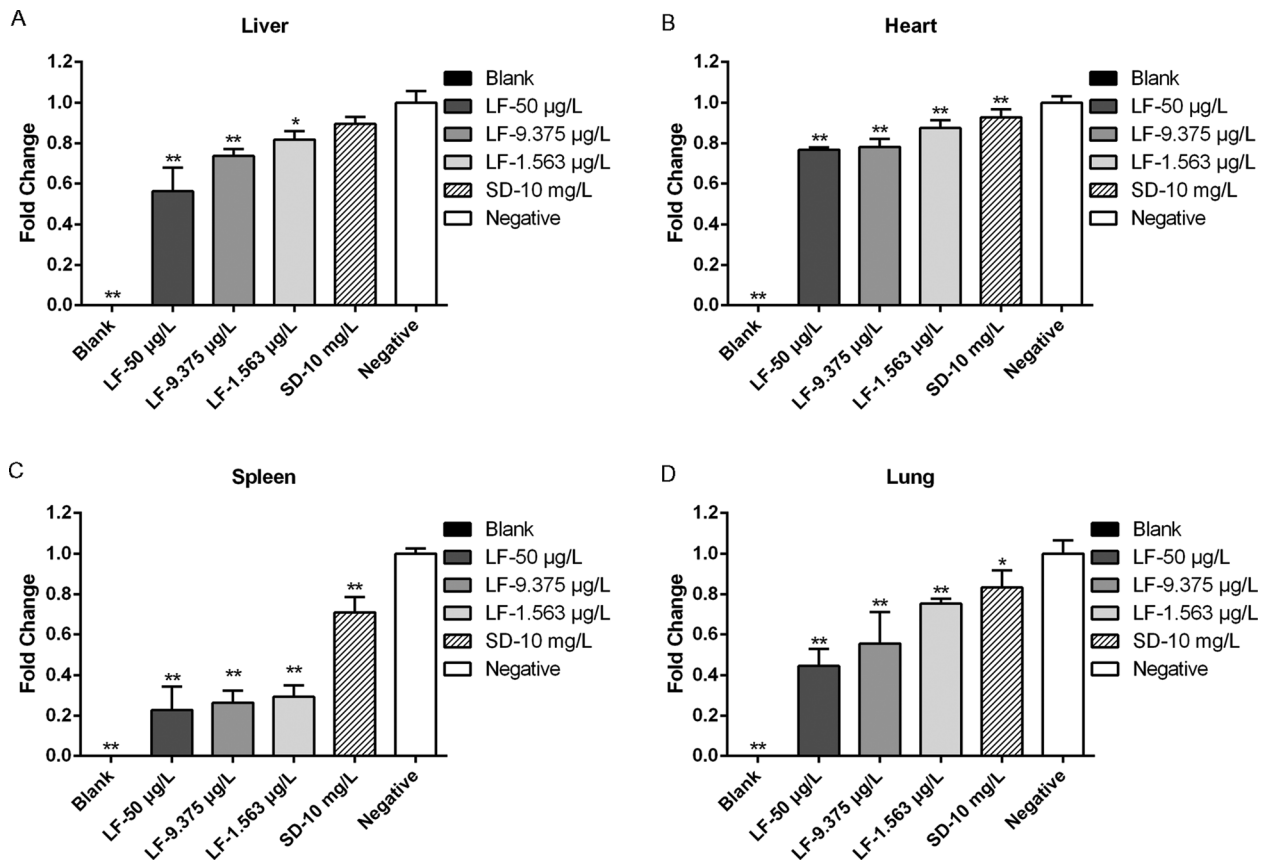 A
Liver
1.2
1.0
0.8
0.6
0.4
0.2
0.0
Fold Change
**
**
**
*
Blank
LF-50 µg/L
LF-9.375 µg/L
LF-1.563 µg/L
SD-10 mg/L
Negative
Blank
LF-50 µg/L
LF-9.375 µg/L
LF-1.563 µg/L
SD-10 mg/L
Negative
B
Heart
1.2
1.0
0.8
0.6
0.4
0.2
0.0
Fold Change
**
**
**
**
**
Blank
LF-50 µg/L
LF-9.375 µg/L
LF-1.563 µg/L
SD-10 mg/L
Negative
Blank
LF-50 µg/L
LF-9.375 µg/L
LF-1.563 µg/L
SD-10 mg/L
Negative
C
Spleen
1.2
1.0
0.8
0.6
0.4
0.2
0.0
Fold Change
**
**
**
**
**
Blank
LF-50 µg/L
LF-9.375 µg/L
LF-1.563 µg/L
SD-10 mg/L
Negative
Blank
LF-50 µg/L
LF-9.375 µg/L
LF-1.563 µg/L
SD-10 mg/L
Negative
D
Lung
1.2
1.0
0.8
0.6
0.4
0.2
0.0
Fold Change
**
**
**
**
*
Blank
LF-50 µg/L
LF-9.375 µg/L
LF-1.563 µg/L
SD-10 mg/L
Negative
Blank
LF-50 µg/L
LF-9.375 µg/L
LF-1.563 µg/L
SD-10 mg/L
Negative